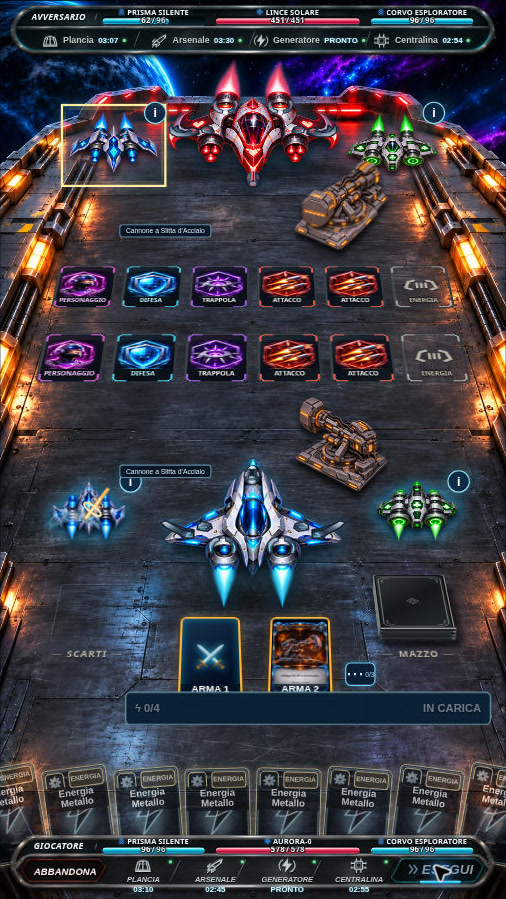 AVVERSARIO
PRISMA SILENTE
62/96
LINCE SOLARE
451/451
CORVO ESPLORATORE
96/96
Plancia 03:07
Arsenale 03:30
Generatore PRONTO
Centralina 02:54
i
i
Cannone a Slitta d'Acciaio
PERSONAGGIO
DIFESA
TRAPPOLA
ATTACCO
ATTACCO
ENERGIA
PERSONAGGIO
DIFESA
TRAPPOLA
ATTACCO
ATTACCO
ENERGIA
Cannone a Slitta d'Acciaio
i
i
SCARTI
ARMA 1
ARMA 2
0/3
MAZZO
0/4
IN CARICA
ENERGIA
Energia
Metallo
ENERGIA
Energia
Metallo
ENERGIA
Energia
Metallo
ENERGIA
Energia
Metallo
ENERGIA
Energia
Metallo
ENERGIA
Energia
Metallo
ENERGIA
Energia
Metallo
Energia
Metallo
GIOCATORE
PRISMA SILENTE
96/96
AURORA-0
578/578
CORVO ESPLORATORE
96/96
ABBANDONA
PLANCIA
03:10
ARSENALE
02:45
GENERATORE
PRONTO
CENTRALINA
02:55
ESEGUI